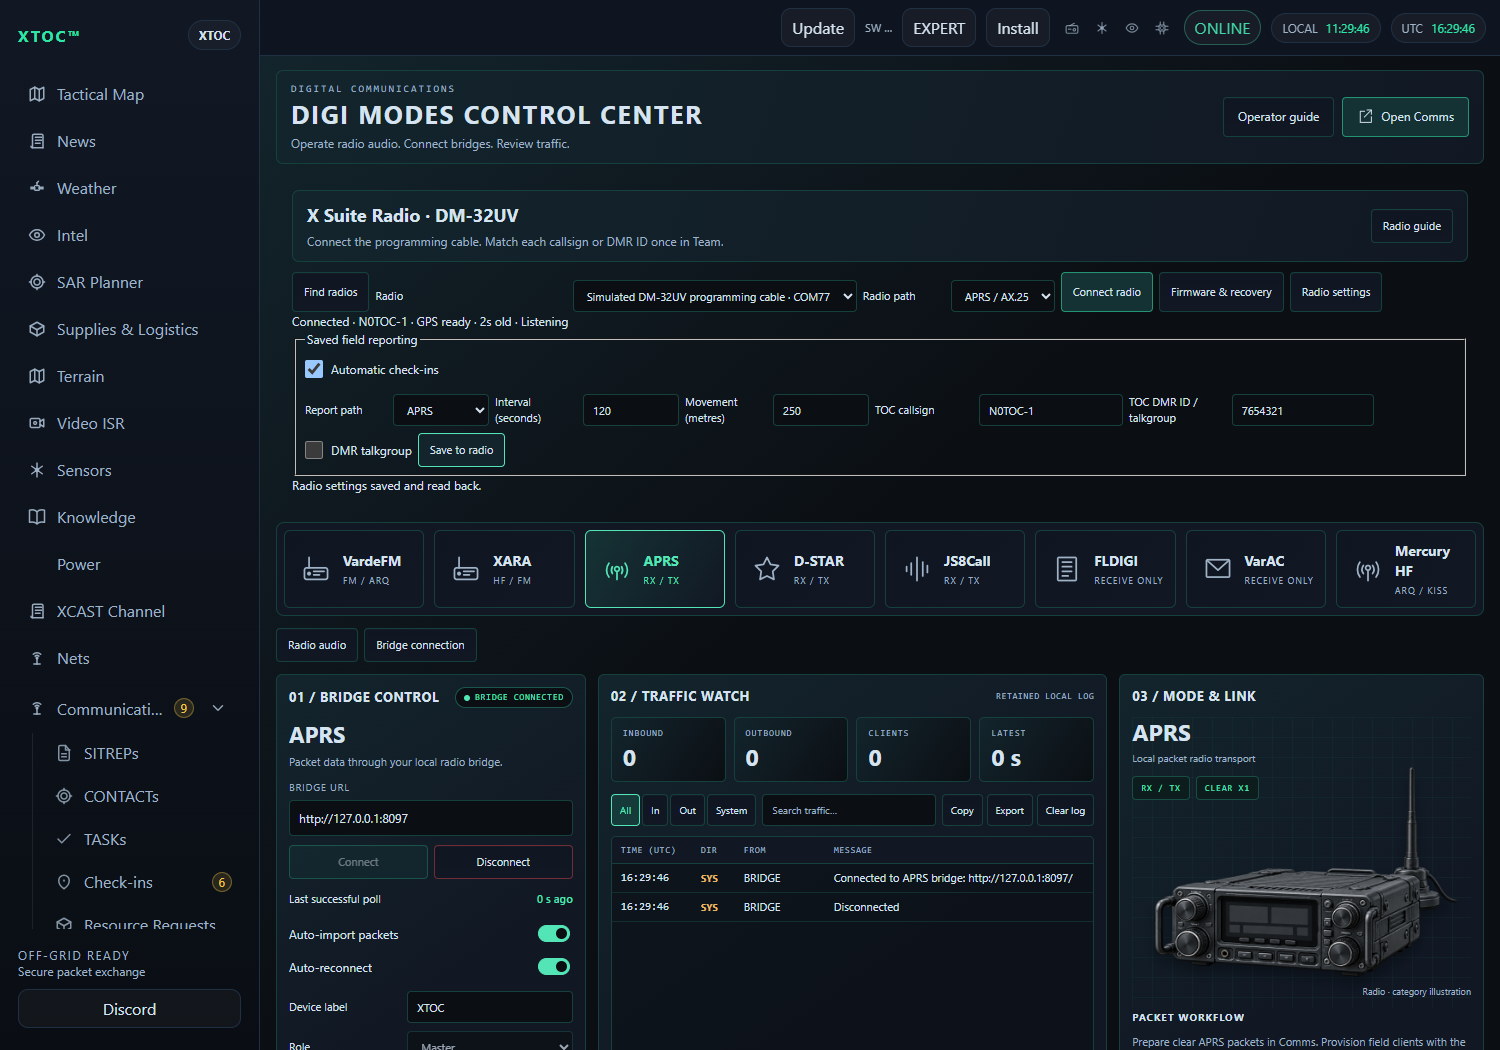 XTOC™
XTOC
Tactical Map
News
Weather
Intel
SAR Planner
Supplies & Logistics
Terrain
Video ISR
Sensors
Knowledge
Power
XCAST Channel
Nets
Communicati... 9
SITREPs
CONTACTs
TASKs
Check-ins 6
Resource Requests
OFF-GRID READY
Secure packet exchange
Discord
Update SW ... EXPERT Install ONLINE LOCAL 11:29:46 UTC 16:29:46
DIGITAL COMMUNICATIONS
DIGI MODES CONTROL CENTER
Operate radio audio. Connect bridges. Review traffic.
Operator guide Open Comms
X Suite Radio · DM-32UV
Connect the programming cable. Match each callsign or DMR ID once in Team.
Radio guide
Find radios Radio Simulated DM-32UV programming cable · COM77 Radio path APRS / AX.25 Connect radio Firmware & recovery Radio settings
Connected · N0TOC-1 · GPS ready · 2s old · Listening
Saved field reporting
Automatic check-ins
Report path APRS Interval (seconds) 120 Movement (metres) 250 TOC callsign N0TOC-1 TOC DMR ID / talkgroup 7654321
DMR talkgroup Save to radio
Radio settings saved and read back.
VardeFM
FM / ARQ
XARA
HF / FM
APRS
RX / TX
D-STAR
RX / TX
JS8Call
RX / TX
FLDIGI
RECEIVE ONLY
VarAC
RECEIVE ONLY
Mercury HF
ARQ / KISS
Radio audio Bridge connection
01 / BRIDGE CONTROL BRIDGE CONNECTED
APRS
Packet data through your local radio bridge.
BRIDGE URL
http://127.0.0.1:8097
Connect Disconnect
Last successful poll 0 s ago
Auto-import packets
Auto-reconnect
Device label XTOC
Role Master
02 / TRAFFIC WATCH RETAINED LOCAL LOG
INBOUND
0
OUTBOUND
0
CLIENTS
0
LATEST
0 s
All In Out System Search traffic... Copy Export Clear log
TIME (UTC) DIR FROM MESSAGE
16:29:46 SYS BRIDGE Connected to APRS bridge: http://127.0.0.1:8097/
16:29:46 SYS BRIDGE Disconnected
03 / MODE & LINK
APRS
Local packet radio transport
RX / TX CLEAR X1
Radio · category illustration
PACKET WORKFLOW
Prepare clear APRS packets in Comms. Provision field clients with the